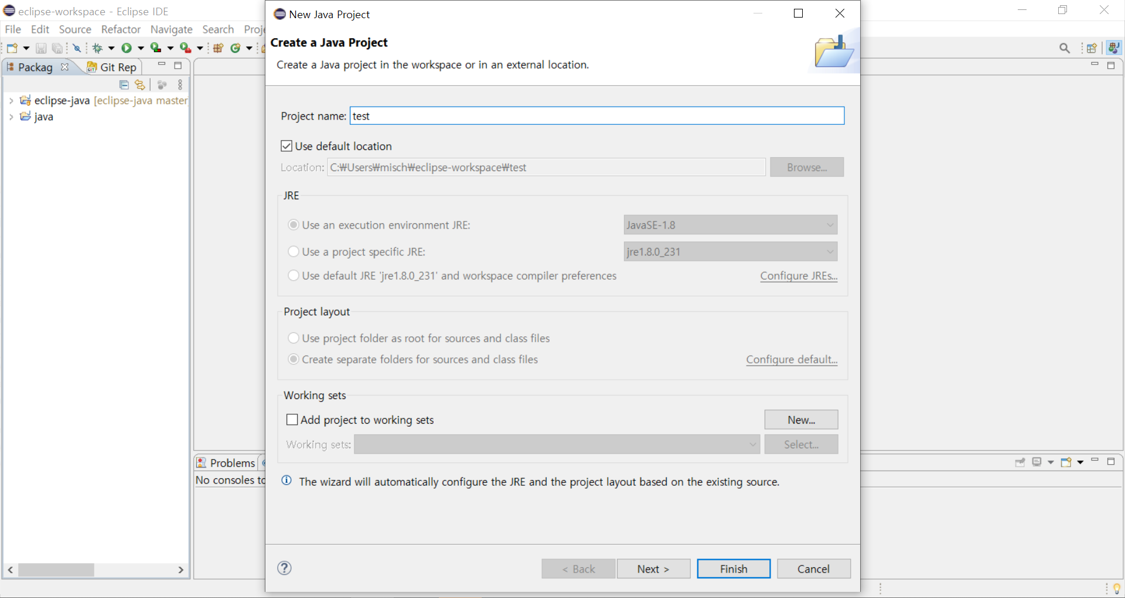 eclipse-workspace - Eclipse IDE
File Edit Source Refactor Navigate Search Proje
Packag
Git Rep
eclipse-java [eclipse-java master
java
New Java Project
Create a Java Project
Create a Java project in the workspace or in an external location.
Project name: test
Use default location
Location: C:₩Users₩misch₩eclipse-workspace₩test Browse...
JRE
Use an execution environment JRE: JavaSE-1.8
Use a project specific JRE: jre1.8.0_231
Use default JRE 'jre1.8.0_231' and workspace compiler preferences Configure JREs...
Project layout
Use project folder as root for sources and class files
Create separate folders for sources and class files Configure default...
Working sets
Add project to working sets New...
Working sets: Select...
The wizard will automatically configure the JRE and the project layout based on the existing source.
< Back Next > Finish Cancel
Problems
No consoles to